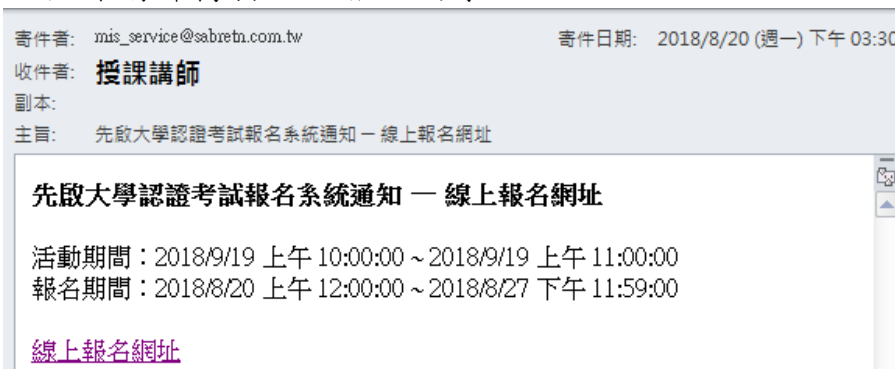 寄件者: mis_service@sabretn.com.tw 寄件日期: 2018/8/20 (週一) 下午 03:30
收件者: 授課講師
副本:
主旨: 先啟大學認證考試報名系統通知 — 線上報名網址
先啟大學認證考試報名系統通知 — 線上報名網址
活動期間：2018/9/19 上午 10:00:00 ~ 2018/9/19 上午 11:00:00
報名期間：2018/8/20 上午 12:00:00 ~ 2018/8/27 下午 11:59:00
線上報名網址